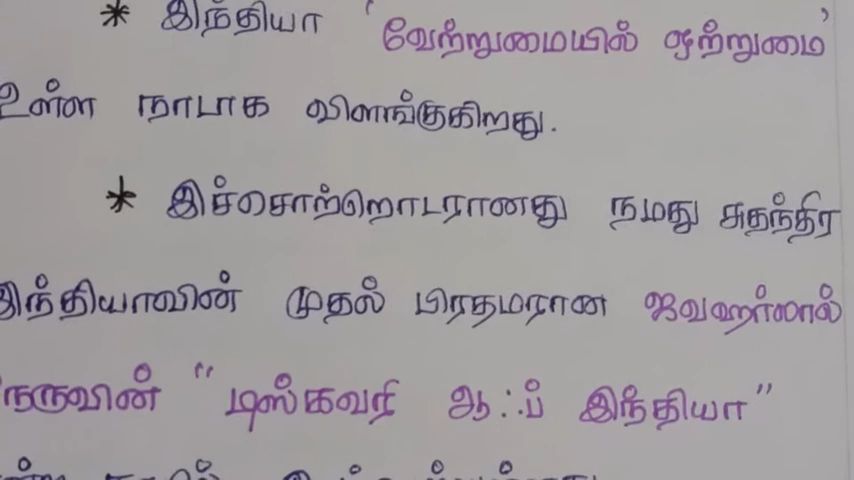 * இந்தியா 'வேற்றுமையில் ஒற்றுமை'
உள்ள நாடாக விளங்குகிறது.
* இச்சொற்றொடரானது நமது சுதந்திர
இந்தியாவின் முதல் பிரதமரான ஜவஹர்லால்
நேருவின் "டிஸ்கவரி ஆஃப் இந்தியா"